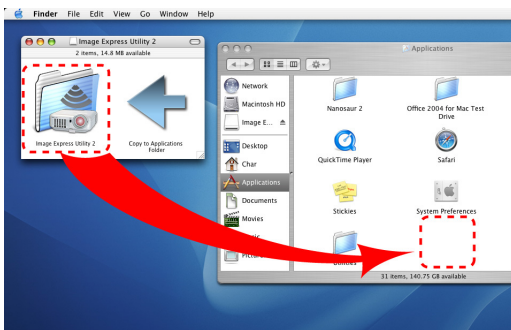 Finder File Edit View Go Window Help
Image Express Utility 2
2 items, 14.8 MB available
Image Express Utility 2
Copy to Applications
Folder
Applications
Network
Macintosh HD
Image E...
Desktop
Char
Applications
Documents
Movies
Nanosaur 2
Office 2004 for Mac Test
Drive
QuickTime Player
Safari
Stickies
System Preferences
31 items, 140.75 GB available